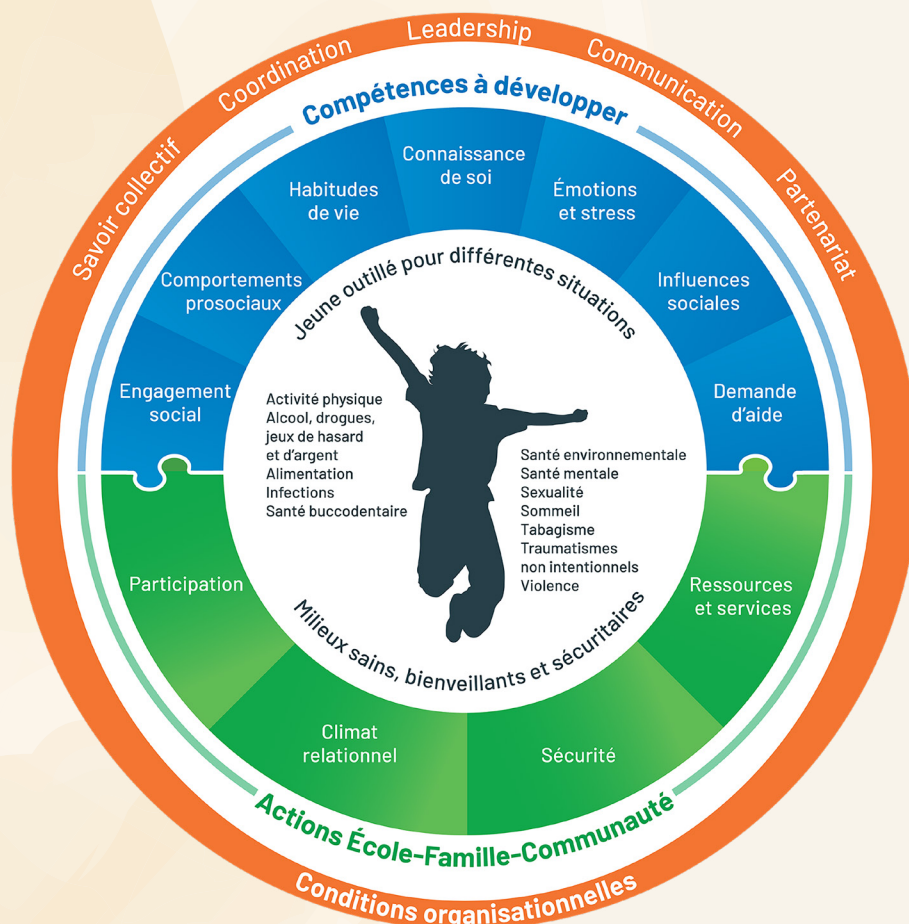 Savoir collectif
Coordination
Leadership
Communication
Partenariat
Compétences à développer
Engagement
social
Comportements
prosociaux
Habitudes
de vie
Connaissance
de soi
Émotions
et stress
Influences
sociales
Demande
d'aide
Jeune outillé pour différentes situations
Activité physique
Alcool, drogues,
jeux de hasard
et d'argent
Alimentation
Infections
Santé buccodentaire
Santé environnementale
Santé mentale
Sexualité
Sommeil
Tabagisme
Traumatismes
non intentionnels
Violence
Milieux sains, bienveillants et sécuritaires
Participation
Climat
relationnel
Sécurité
Ressources
et services
Actions École-Famille-Communauté
Conditions organisationnelles